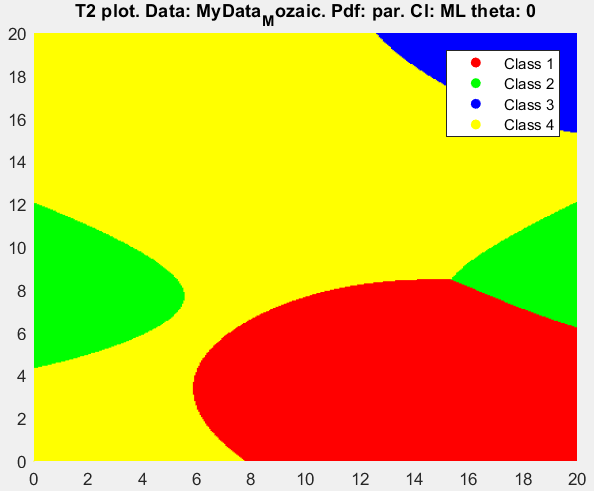 T2 plot. Data: MyData_Mozaic. Pdf: par. Cl: ML theta: 0
20
18
16
14
12
10
8
6
4
2
0
Class 1
Class 2
Class 3
Class 4
0 2 4 6 8 10 12 14 16 18 20